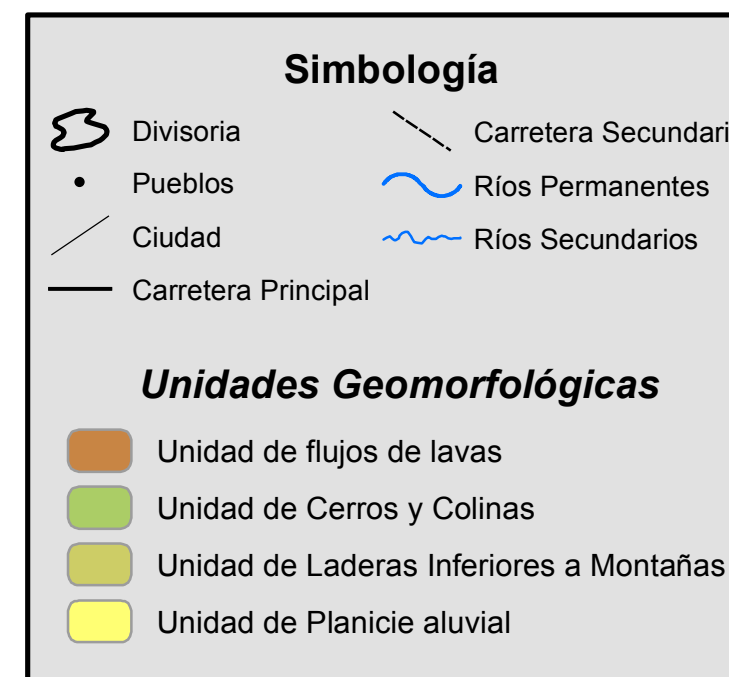 Simbología
Divisoria
Pueblos
Ciudad
Carretera Principal
Carretera Secundari
Ríos Permanentes
Ríos Secundarios
Unidades Geomorfológicas
Unidad de flujos de lavas
Unidad de Cerros y Colinas
Unidad de Laderas Inferiores a Montañas
Unidad de Planicie aluvial